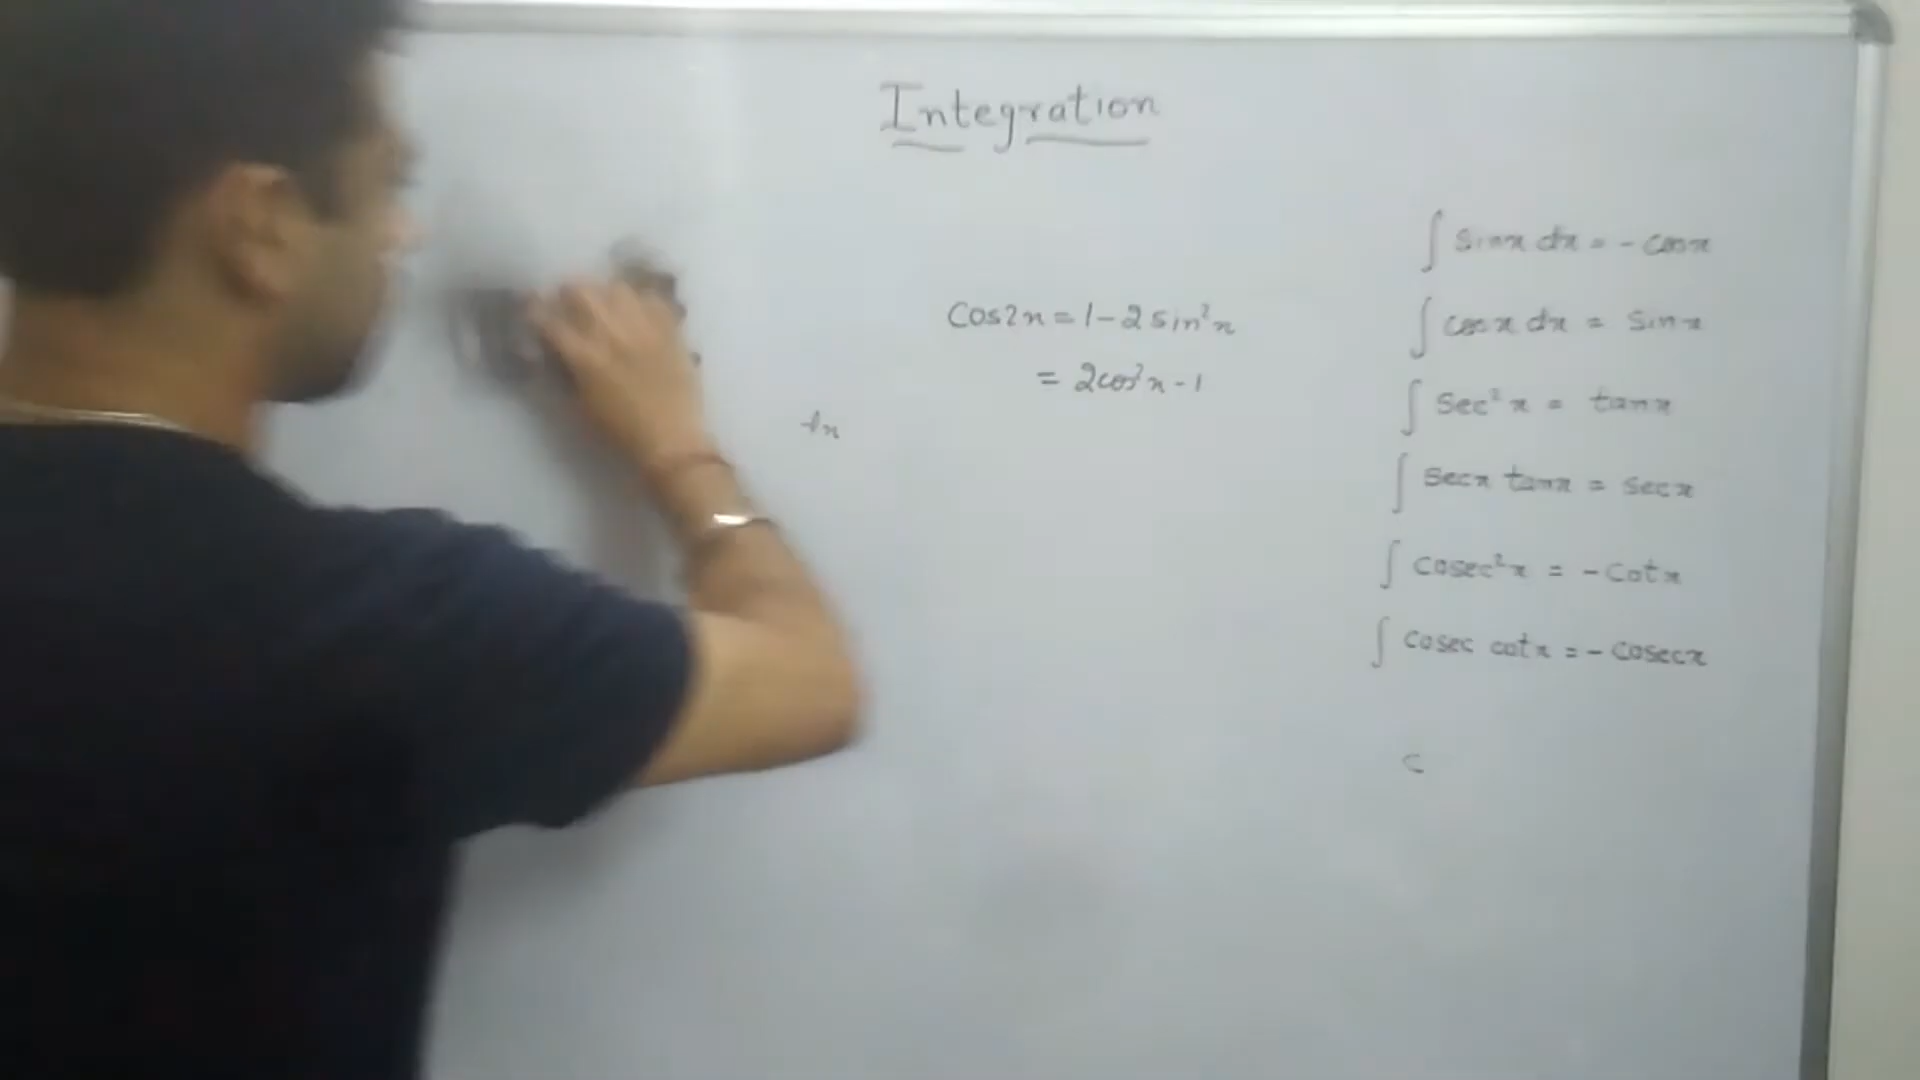 Integration
Cos2x = 1 - 2 sin²x
= 2cos²x - 1
∫ sinx dx = - cosx
∫ cosx dx = sinx
∫ sec²x = tanx
∫ secx tanx = secx
∫ cosec²x = - cotx
∫ cosec cotx = - cosecx
c